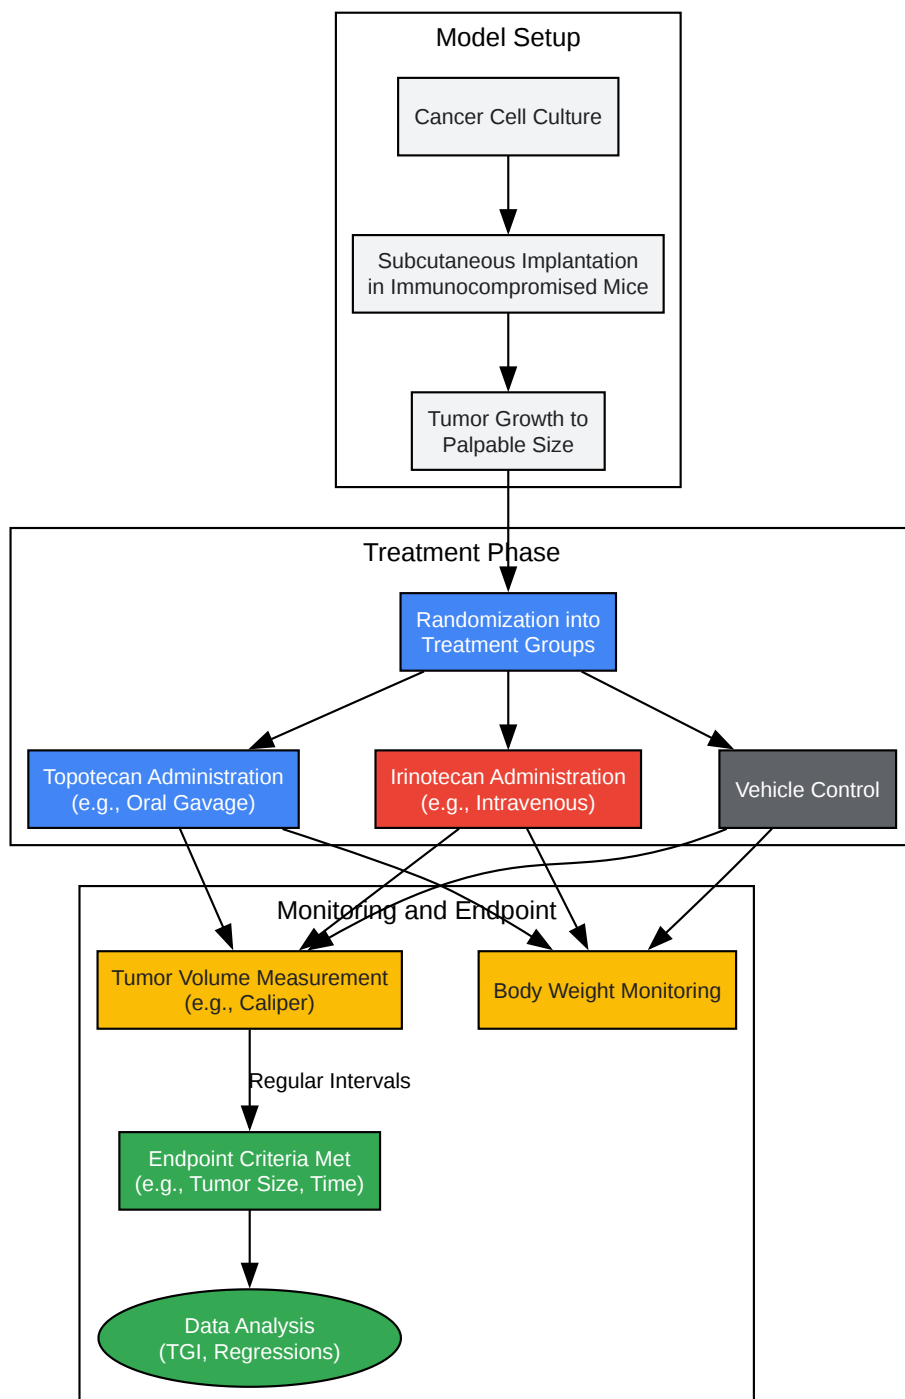 Model Setup
Cancer Cell Culture
Subcutaneous Implantation
in Immunocompromised Mice
Tumor Growth to
Palpable Size
Treatment Phase
Randomization into
Treatment Groups
Topotecan Administration
(e.g., Oral Gavage)
Irinotecan Administration
(e.g., Intravenous)
Vehicle Control
Monitoring and Endpoint
Tumor Volume Measurement
(e.g., Caliper)
Body Weight Monitoring
Regular Intervals
Endpoint Criteria Met
(e.g., Tumor Size, Time)
Data Analysis
(TGI, Regressions)